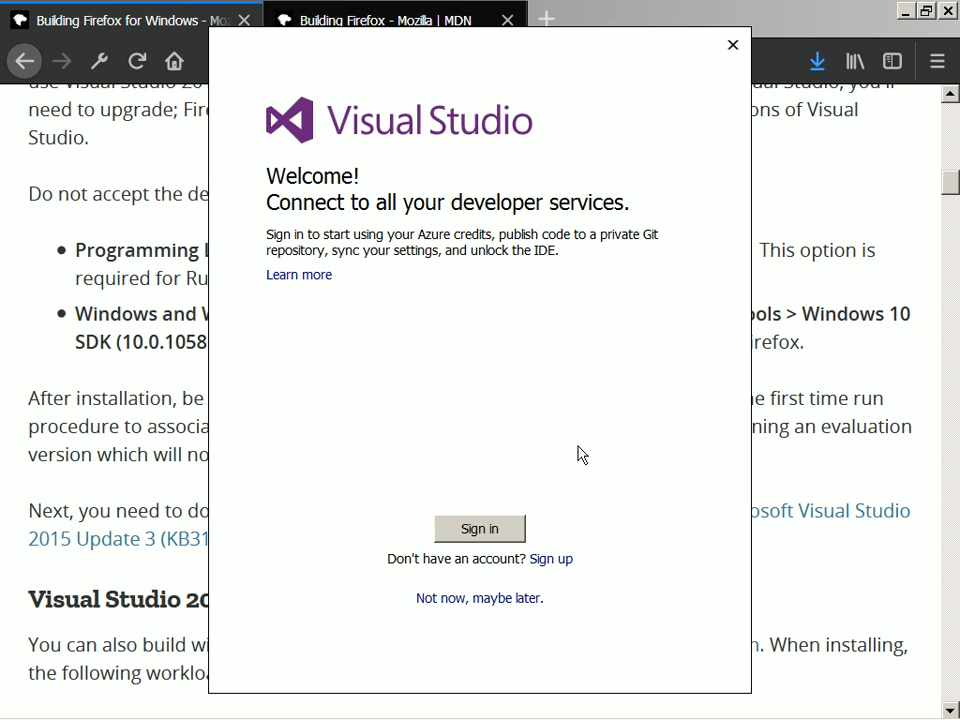 Building Firefox for Windows - Mo
Building Firefox - Mozilla | MDN
need to upgrade; Fire
ons of Visual
Studio.
Do not accept the de
Programming L
This option is
required for Ru
Windows and W
ools > Windows 10
SDK (10.0.1058
irefox.
After installation, be
e first time run
procedure to associa
ning an evaluation
version which will no
Next, you need to do
osoft Visual Studio
2015 Update 3 (KB31
Visual Studio 20
You can also build wi
n. When installing,
the following workloa
Visual Studio
Welcome!
Connect to all your developer services.
Sign in to start using your Azure credits, publish code to a private Git
repository, sync your settings, and unlock the IDE.
Learn more
Sign in
Don't have an account? Sign up
Not now, maybe later.